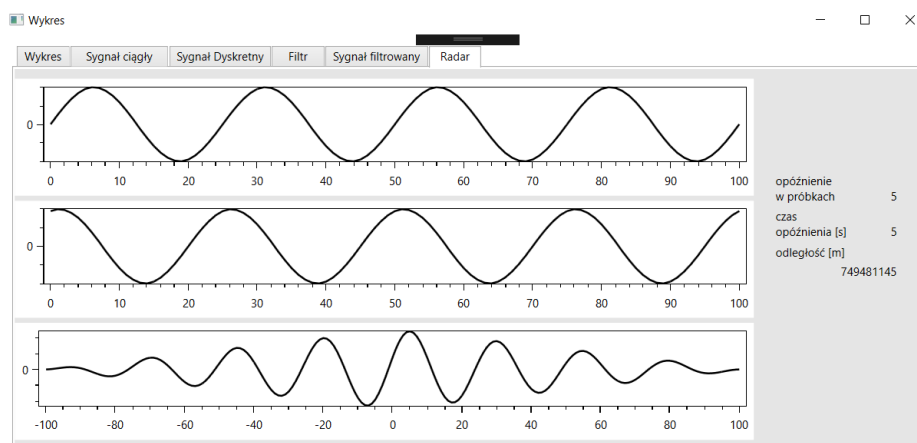 Wykres
Wykres Sygnał ciągły Sygnał Dyskretny Filtr Sygnał filtrowany Radar
0
0 10 20 30 40 50 60 70 80 90 100
opóźnienie
w próbkach 5
czas
opóźnienia [s] 5
odległość [m]
749481145
0
0 10 20 30 40 50 60 70 80 90 100
0
-100 -80 -60 -40 -20 0 20 40 60 80 100